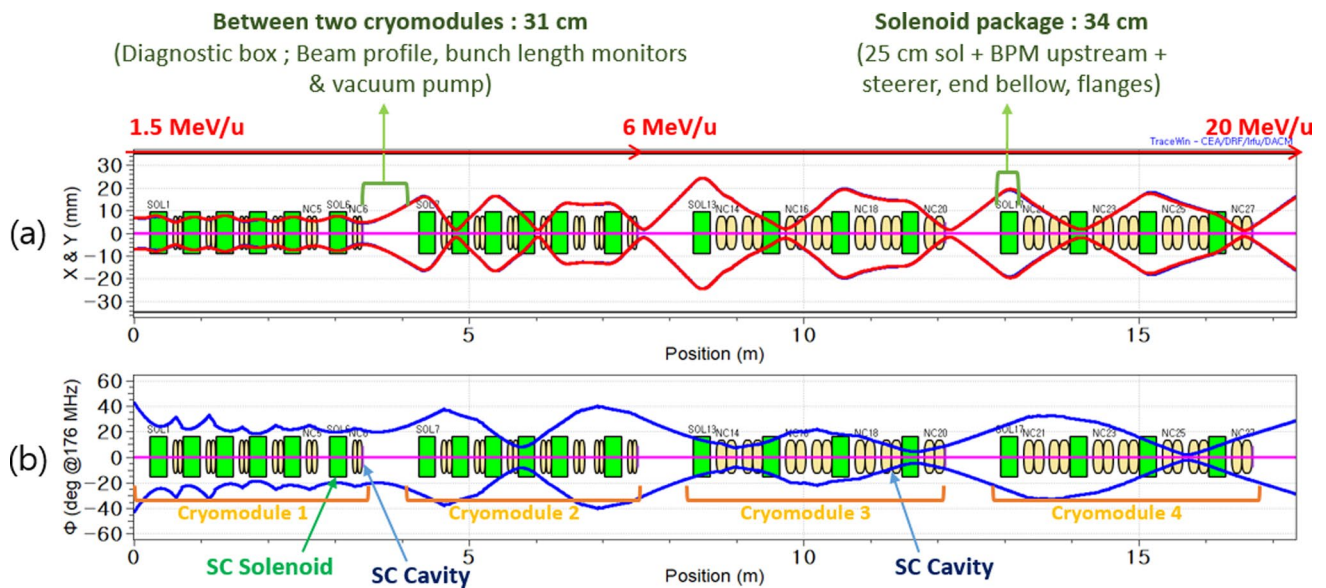 Between two cryomodules : 31 cm
(Diagnostic box ; Beam profile, bunch length monitors
& vacuum pump)
Solenoid package : 34 cm
(25 cm sol + BPM upstream +
steerer, end bellow, flanges)
1.5 MeV/u
6 MeV/u
20 MeV/u
TraceWin - CEA/DRF/Irfu/DACM
(a)
X & Y (mm)
30
20
10
0
-10
-20
-30
SOL1
NC5
SOL6
NC6
SOL13
NC14
NC16
NC18
NC20
NC23
NC25
NC27
0
5
10
15
Position (m)
(b)
Φ (deg @176 MHz)
60
40
20
0
-20
-40
-60
SOL1
NC5
SOL6
NC6
SOL7
SOL13
NC14
NC16
NC18
NC20
SOL17
NC21
NC23
NC25
NC27
Cryomodule 1
Cryomodule 2
Cryomodule 3
Cryomodule 4
0
5
10
15
SC Solenoid
SC Cavity
SC Cavity
Position (m)